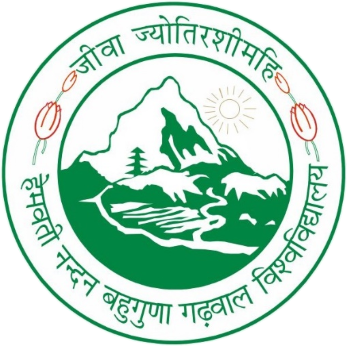 जीवा ज्योतिरशीमहि
हेमवती नन्दन बहुगुणा गढ़वाल विश्वविद्यालय